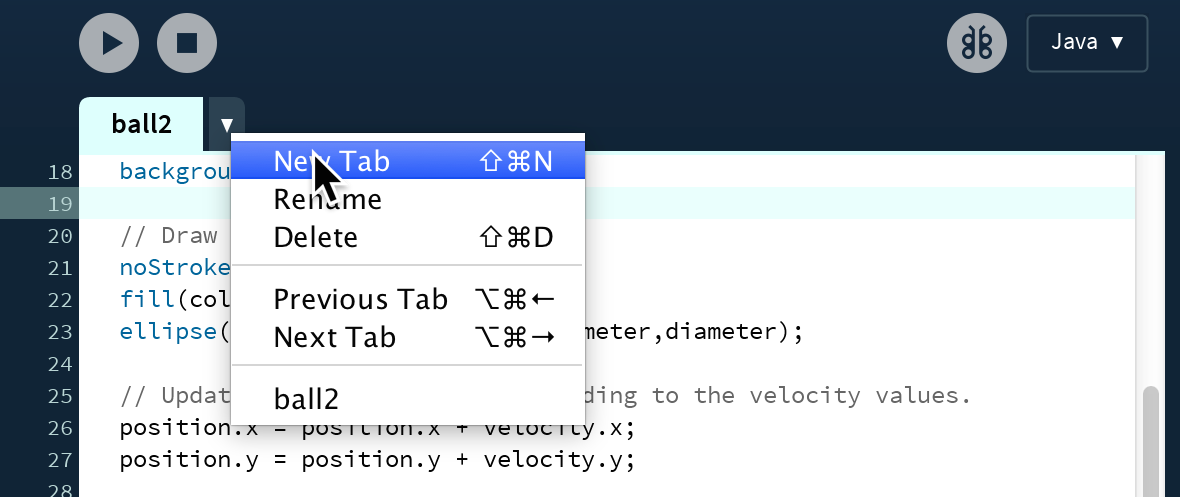 Java ▼
ball2 ▼
New Tab ⇧⌘N
Rename
Delete ⇧⌘D
Previous Tab ⌥⌘←
Next Tab ⌥⌘→
ball2
18 backgrou
19
20 // Draw
21 noStroke
22 fill(col
23 ellipse( meter,diameter);
24
25 // Updat ding to the velocity values.
26 position.x = position.x + velocity.x;
27 position.y = position.y + velocity.y;
28